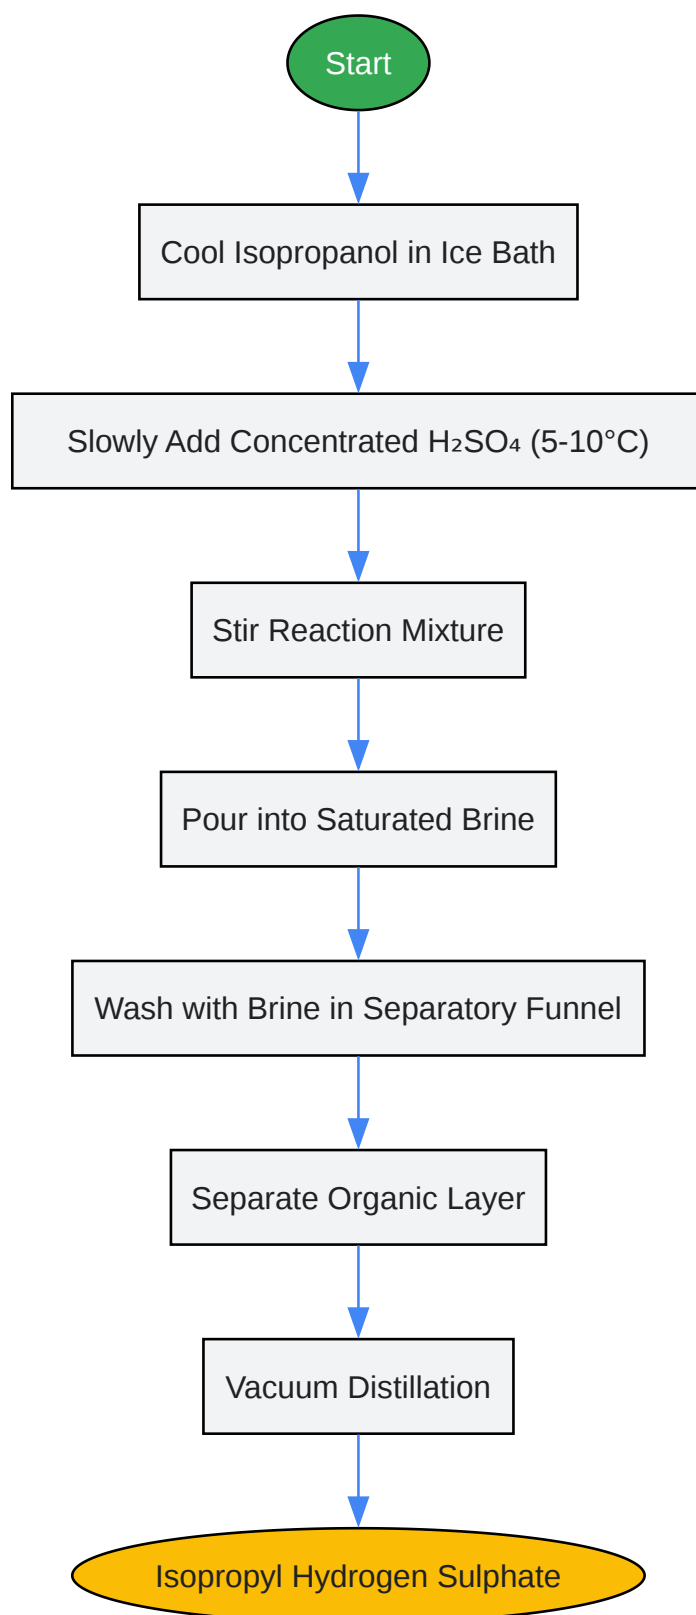 Start
Cool Isopropanol in Ice Bath
Slowly Add Concentrated H₂SO₄ (5-10°C)
Stir Reaction Mixture
Pour into Saturated Brine
Wash with Brine in Separatory Funnel
Separate Organic Layer
Vacuum Distillation
Isopropyl Hydrogen Sulphate